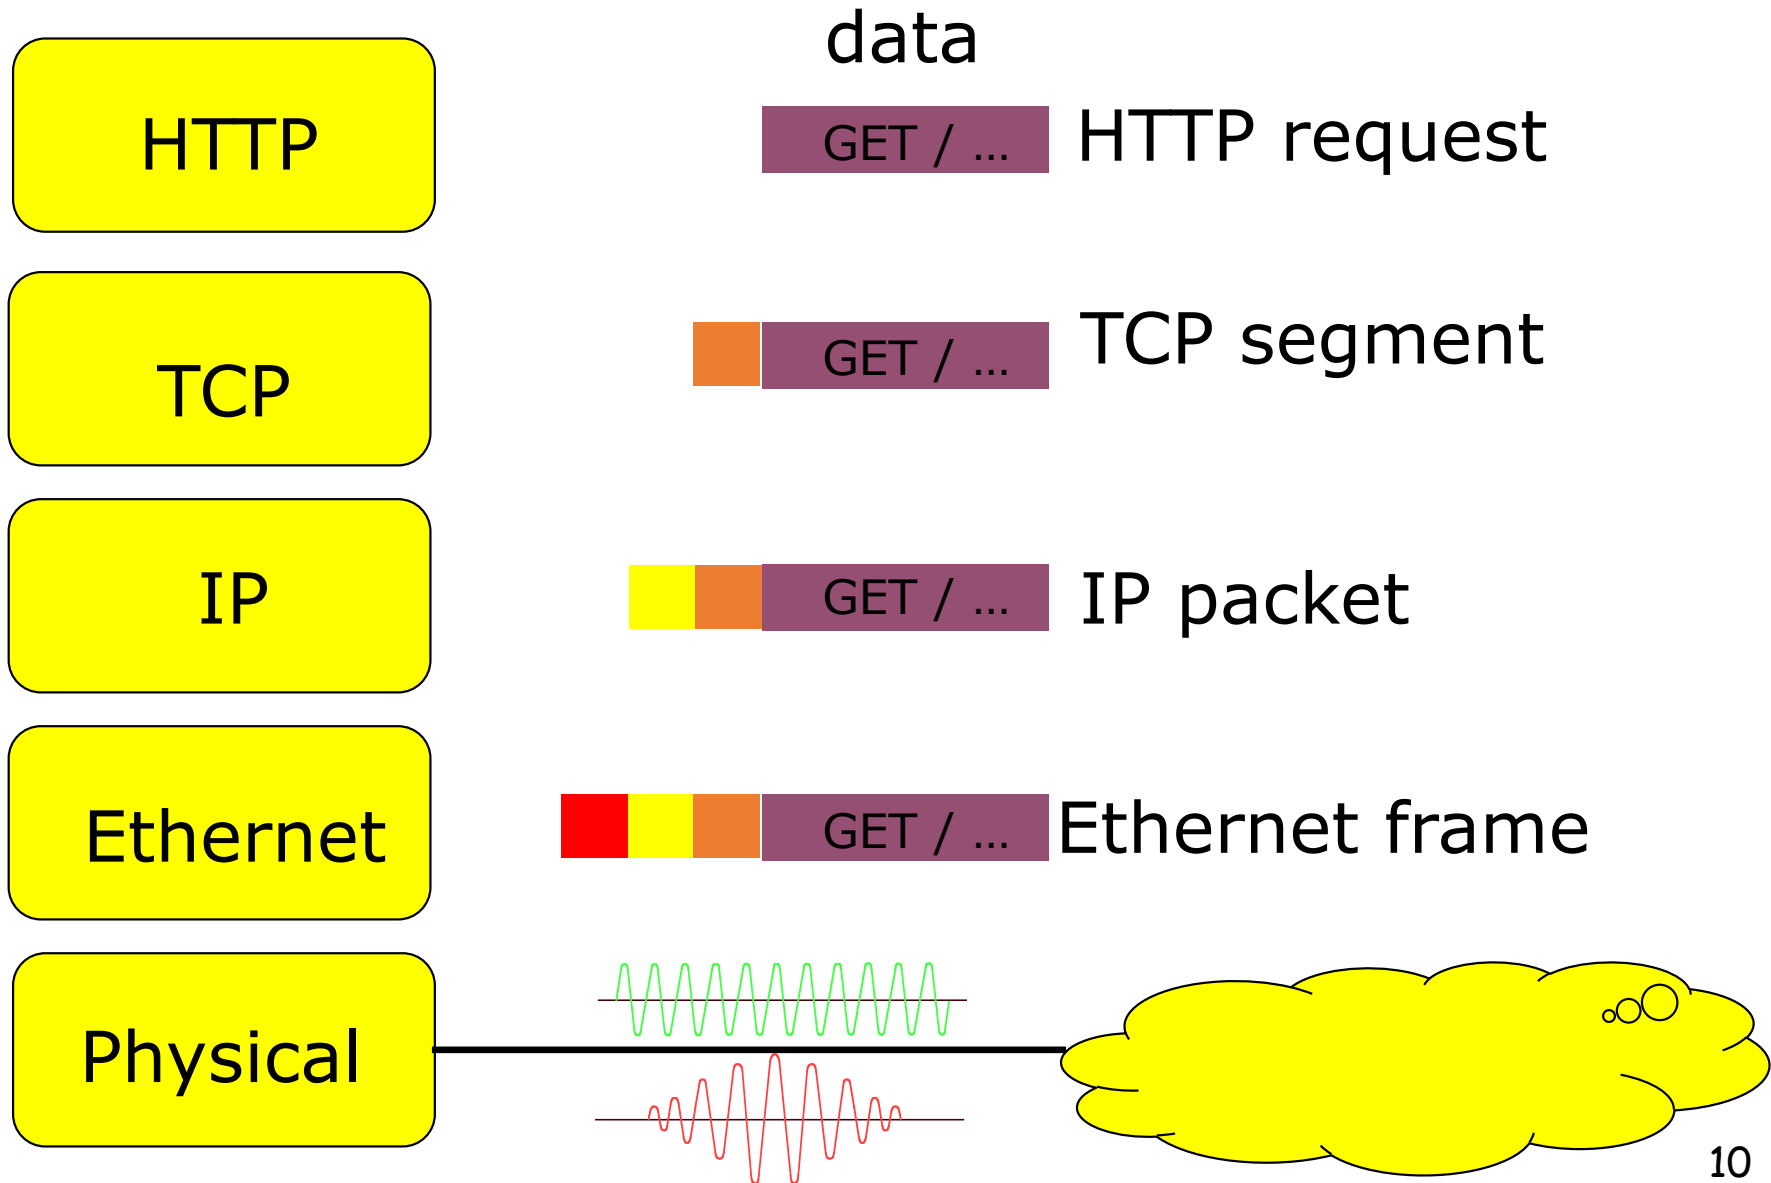 data
HTTP
GET / ...
HTTP request
TCP
GET / ...
TCP segment
IP
GET / ...
IP packet
Ethernet
GET / ...
Ethernet frame
Physical
10